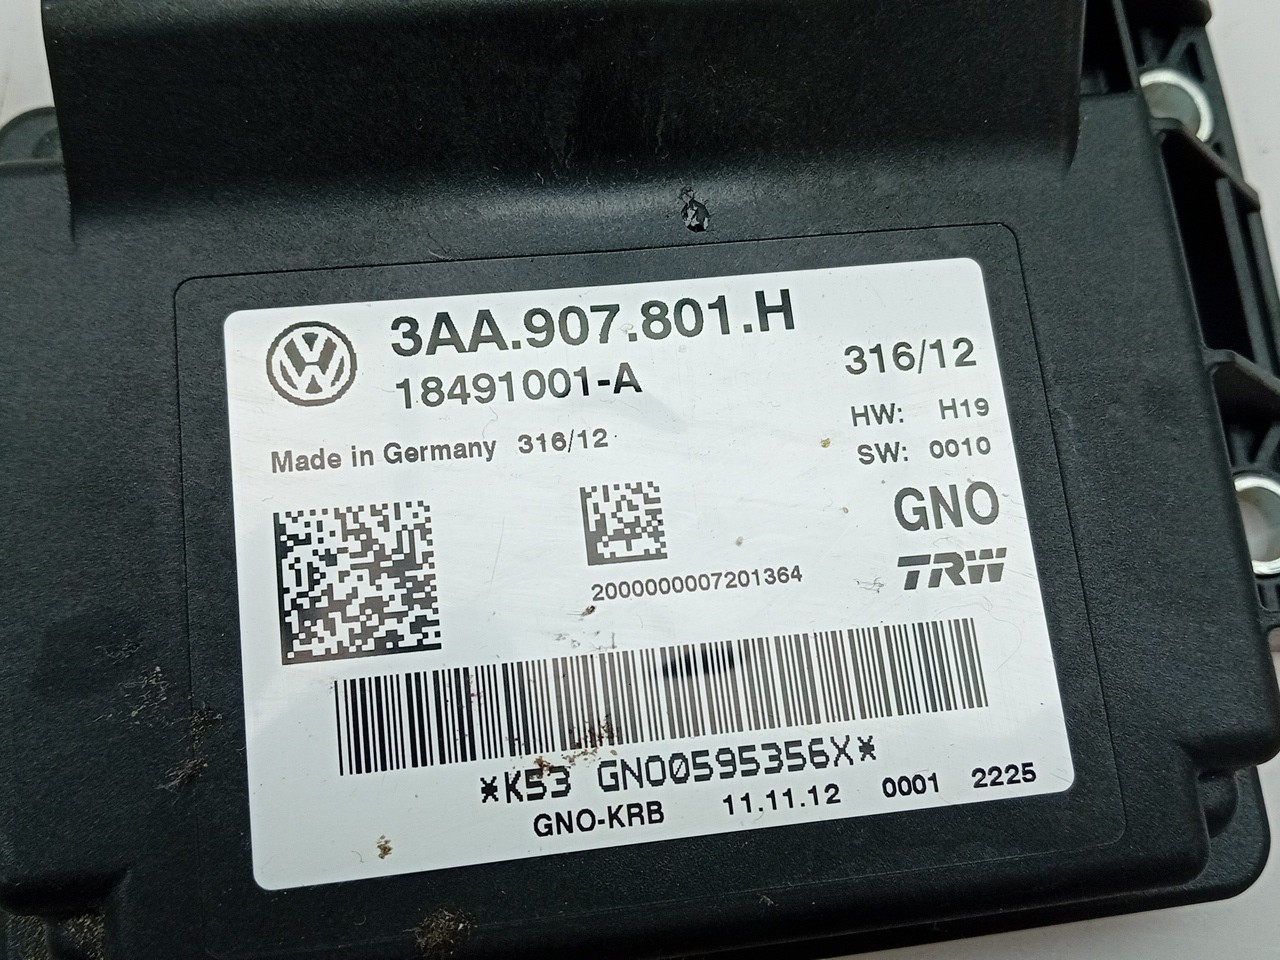 3AA.907.801.H
18491001-A
316/12
Made in Germany 316/12
HW: H19
SW: 0010
GNO
TRW
2000000007201364
*K53 GNO0595356X*
GNO-KRB 11.11.12 0001 2225